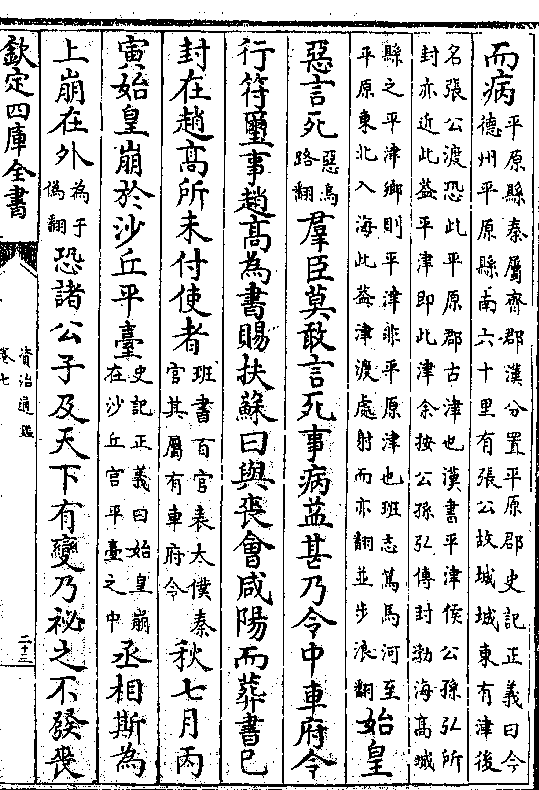 而病平原縣秦屬齊郡漢分置平原郡史記正義曰今德州平原縣南六十里有張公故城城東有津後
名張公渡恐此平原郡古津也漢書平津侯公孫弘所封亦近此葢平津即此津余按公孫弘傳封勃海髙城
縣之平津鄉則平津非平原津也班志篤馬河至平原東北入海此葢津渡處射而亦翻並步浪翻始皇
惡言死惡烏路翻羣臣莫敢言死事病益甚乃令中車府令
行符璽事趙髙為書賜扶蘇曰與喪會咸陽而葬書已
封在趙髙所未付使者班書百官表太僕秦官其屬有車府令秋七月丙
寅始皇崩於沙丘平臺史記正義曰始皇崩在沙丘宫平臺之中丞相斯為
上崩在外為于偽翻恐諸公子及天下有變乃祕之不發喪
欽定四庫全書
資治通鑑
卷七
二十三